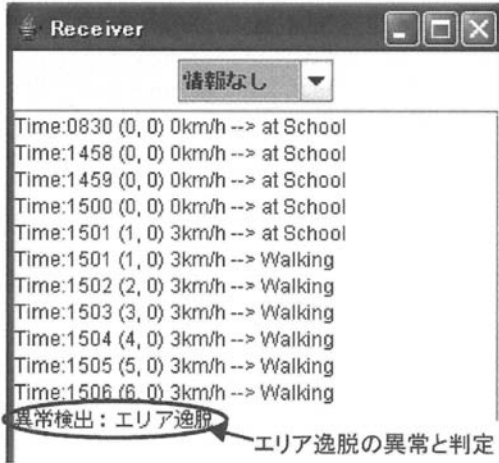 Receiver
情報なし
Time:0830 (0, 0) 0km/h --> at School
Time:1458 (0, 0) 0km/h --> at School
Time:1459 (0, 0) 0km/h --> at School
Time:1500 (0, 0) 0km/h --> at School
Time:1501 (1, 0) 3km/h --> at School
Time:1501 (1, 0) 3km/h --> Walking
Time:1502 (2, 0) 3km/h --> Walking
Time:1503 (3, 0) 3km/h --> Walking
Time:1504 (4, 0) 3km/h --> Walking
Time:1505 (5, 0) 3km/h --> Walking
Time:1506 (6, 0) 3km/h --> Walking
異常検出：エリア逸脱
エリア逸脱の異常と判定